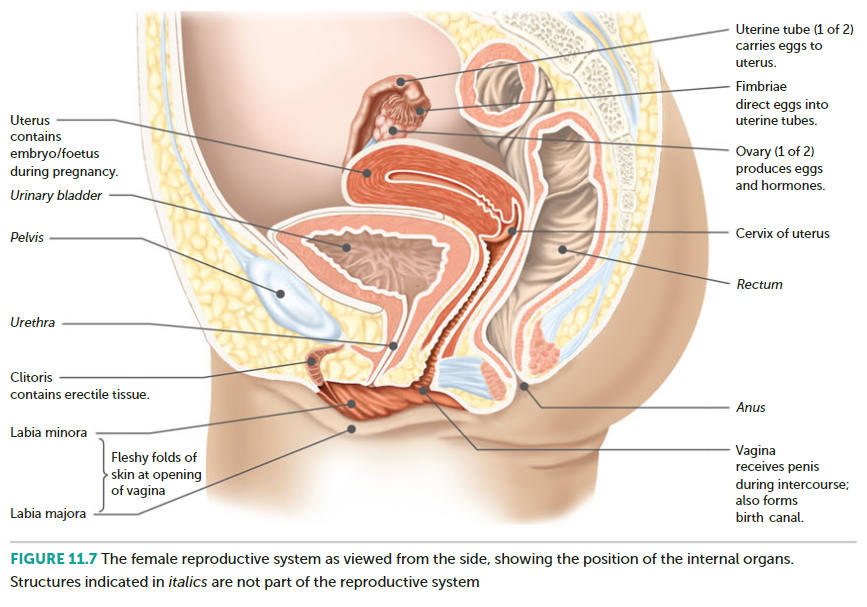 Uterus
contains
embryo/foetus
during pregnancy.
Urinary bladder
Pelvis
Urethra
Clitoris
contains erectile tissue.
Labia minora
Fleshy folds of
skin at opening
of vagina
Labia majora
Uterine tube (1 of 2)
carries eggs to
uterus.
Fimbriae
direct eggs into
uterine tubes.
Ovary (1 of 2)
produces eggs
and hormones.
Cervix of uterus
Rectum
Anus
Vagina
receives penis
during intercourse;
also forms
birth canal.
FIGURE 11.7 The female reproductive system as viewed from the side, showing the position of the internal organs.
Structures indicated in italics are not part of the reproductive system